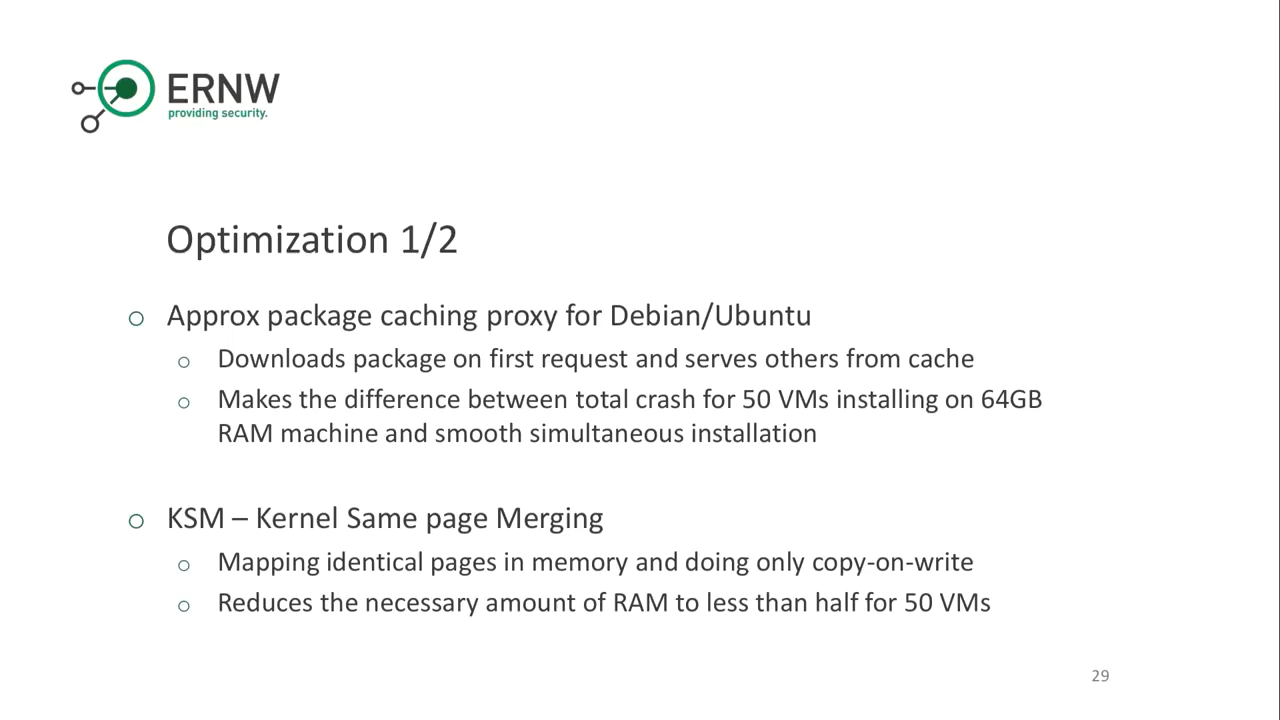 ERNW
providing security.
Optimization 1/2
o Approx package caching proxy for Debian/Ubuntu
o Downloads package on first request and serves others from cache
o Makes the difference between total crash for 50 VMs installing on 64GB
RAM machine and smooth simultaneous installation
o KSM – Kernel Same page Merging
o Mapping identical pages in memory and doing only copy-on-write
o Reduces the necessary amount of RAM to less than half for 50 VMs
29